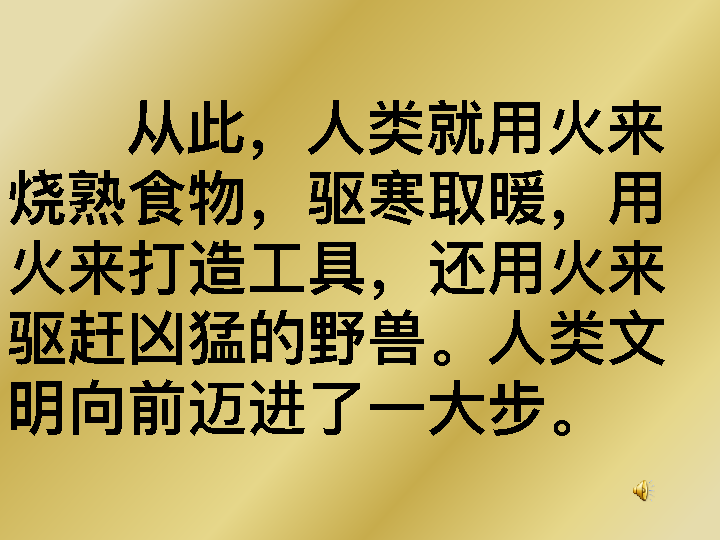 从此，人类就用火来
烧熟食物，驱寒取暖，用
火来打造工具，还用火来
驱赶凶猛的野兽。人类文
明向前迈进了一大步。